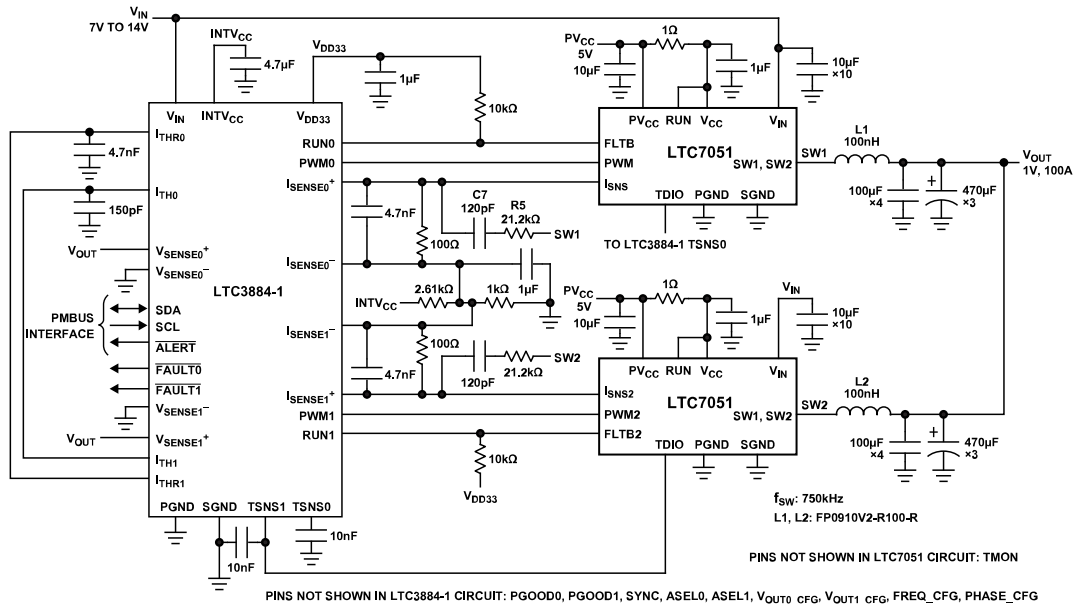 VIN
7V TO 14V
INTVCC
4.7µF
VDD33
1µF
10kΩ
PVCC
5V
1Ω
10µF
1µF
10µF
×10
VIN
INTVCC
VDD33
ITHR0
4.7nF
ITH0
150pF
VOUT
VSENSE0+
VSENSE0−
LTC3884-1
PMBUS
INTERFACE
SDA
SCL
ALERT
FAULT0
FAULT1
VSENSE1−
VOUT
VSENSE1+
ITH1
ITHR1
PGND
SGND
TSNS1
TSNS0
10nF
10nF
RUN0
PWM0
ISENSE0+
ISENSE0−
ISENSE1−
ISENSE1+
PWM1
RUN1
4.7nF
100Ω
C7
120pF
R5
21.2kΩ
SW1
1µF
INTVCC
2.61kΩ
1kΩ
4.7nF
100Ω
120pF
21.2kΩ
SW2
10kΩ
VDD33
PVCC
RUN
VCC
VIN
FLTB
PWM
ISNS
LTC7051
SW1, SW2
TDIO
PGND
SGND
TO LTC3884-1 TSNS0
SW1
L1
100nH
100µF
×4
+
470µF
×3
VOUT
1V, 100A
PVCC
5V
1Ω
10µF
1µF
VIN
10µF
×10
PVCC
RUN
VCC
VIN
ISNS2
PWM2
FLTB2
LTC7051
SW1, SW2
TDIO
PGND
SGND
SW2
L2
100nH
100µF
×4
+
470µF
×3
fSW: 750kHz
L1, L2: FP0910V2-R100-R
PINS NOT SHOWN IN LTC7051 CIRCUIT: TMON
PINS NOT SHOWN IN LTC3884-1 CIRCUIT: PGOOD0, PGOOD1, SYNC, ASEL0, ASEL1, VOUT0_CFG, VOUT1_CFG, FREQ_CFG, PHASE_CFG